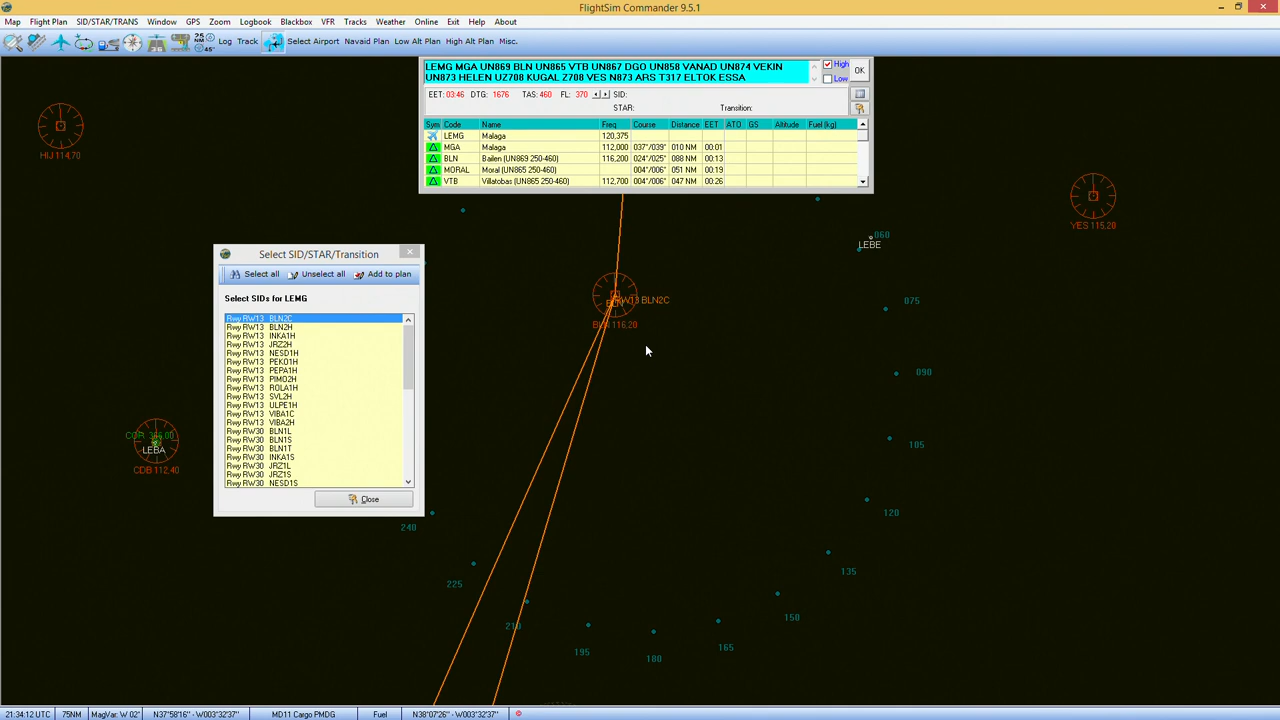 FlightSim Commander 9.5.1
Map Flight Plan SID/STAR/TRANS Window GPS Zoom Logbook Blackbox VFR Tracks Weather Online Exit Help About
25 NM 45° Log Track Select Airport Navaid Plan Low Alt Plan High Alt Plan Misc.
LEMG MGA UN869 BLN UN865 VTB UN867 DGO UN858 VANAD UN874 VEKIN
UN873 HELEN UZ708 KUGAL Z708 VES N873 ARS T317 ELTOK ESSA
High
Low
OK
EET: 03:46 DTG: 1676 TAS: 460 FL: 370 SID:
STAR: Transition:
Sym Code Name Freq Course Distance EET ATO GS Altitude Fuel (kg)
LEMG Malaga 120,375
MGA Malaga 112,000 037°/039° 010 NM 00:01
BLN Bailen (UN869 250-460) 116,200 024°/025° 088 NM 00:13
MORAL Moral (UN865 250-460) 004°/006° 051 NM 00:19
VTB Villatobas (UN865 250-460) 112,700 004°/006° 047 NM 00:26
HIJ 114,70
YES 115,20
LEBE
060
075
090
105
120
135
150
165
180
195
210
225
240
RW13 BLN2C
BLN
BLN 116,20
LEBA
CDB 112,40
Select SID/STAR/Transition
Select all Unselect all Add to plan
Select SIDs for LEMG
Rwy RW13 BLN2C
Rwy RW13 BLN2H
Rwy RW13 INKA1H
Rwy RW13 JRZ2H
Rwy RW13 NESD1H
Rwy RW13 PEKO1H
Rwy RW13 PEPA1H
Rwy RW13 PIMO2H
Rwy RW13 ROLA1H
Rwy RW13 SVL2H
Rwy RW13 ULPE1H
Rwy RW13 VIBA1C
Rwy RW13 VIBA2H
Rwy RW30 BLN1L
Rwy RW30 BLN1S
Rwy RW30 BLN1T
Rwy RW30 INKA1S
Rwy RW30 JRZ1L
Rwy RW30 JRZ1S
Rwy RW30 NESD1S
Close
21:34:12 UTC 75NM MagVar: W 02° N37°58'16" - W003°32'37" MD11 Cargo PMDG Fuel N38°07'26" - W003°32'37"